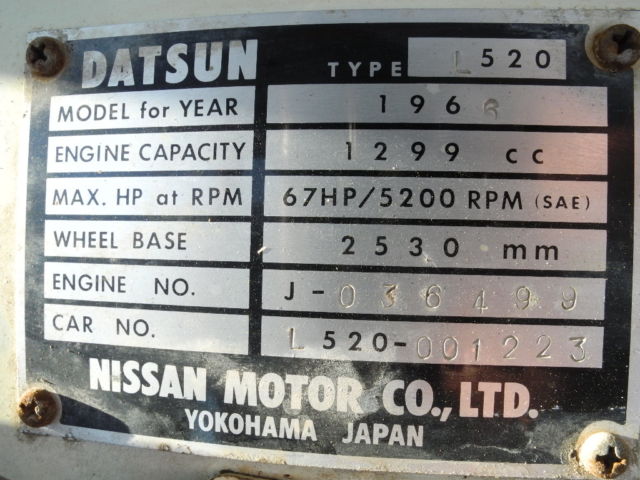 DATSUN TYPE L520
MODEL for YEAR 1966
ENGINE CAPACITY 1299 cc
MAX. HP at RPM 67HP/5200 RPM (SAE)
WHEEL BASE 2530 mm
ENGINE NO. J-036499
CAR NO. L520-001223
NISSAN MOTOR CO., LTD.
YOKOHAMA JAPAN